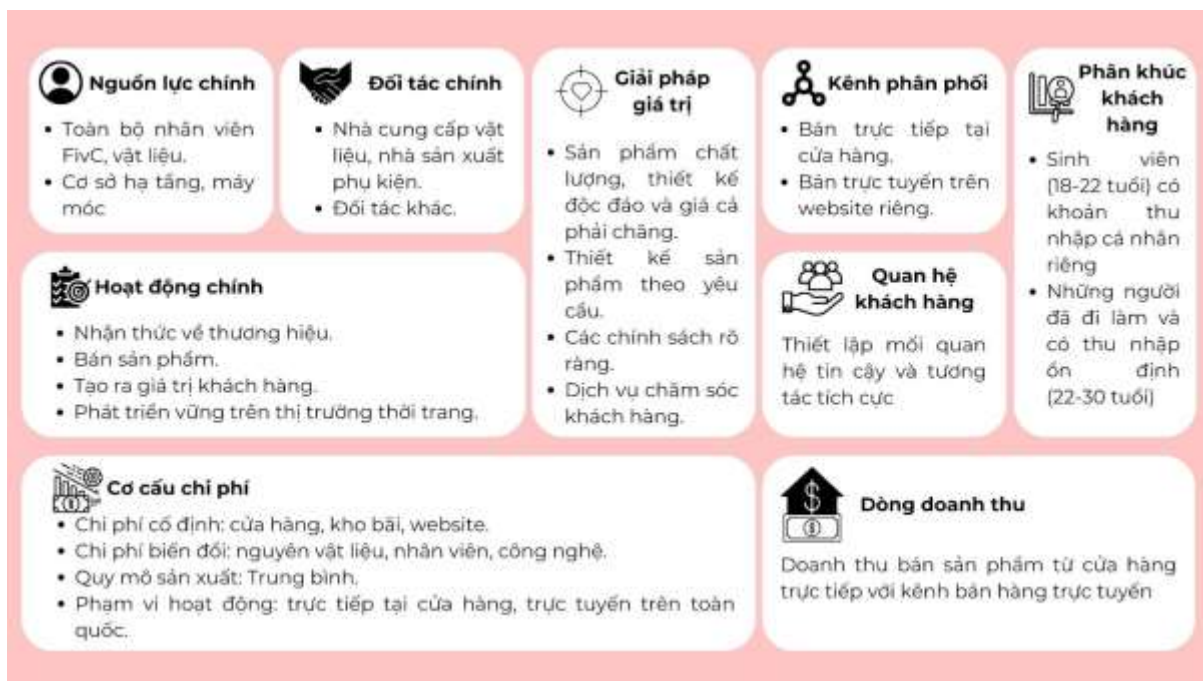 Nguồn lực chính
• Toàn bộ nhân viên
FivC, vật liệu.
• Cơ sở hạ tầng, máy
móc
Đối tác chính
• Nhà cung cấp vật
liệu, nhà sản xuất
phụ kiện.
• Đối tác khác.
Giải pháp
giá trị
• Sản phẩm chất
lượng, thiết kế
độc đáo và giá cả
phải chăng.
• Thiết kế sản
phẩm theo yêu
cầu.
• Các chính sách rõ
ràng.
• Dịch vụ chăm sóc
khách hàng.
Kênh phân phối
• Bán trực tiếp tại
cửa hàng.
• Bán trực tuyến trên
website riêng.
Phân khúc
khách
hàng
• Sinh viên
(18-22 tuổi) có
khoản thu
nhập cá nhân
riêng
• Những người
đã đi làm và
có thu nhập
ổn định
(22-30 tuổi)
Hoạt động chính
• Nhận thức về thương hiệu.
• Bán sản phẩm.
• Tạo ra giá trị khách hàng.
• Phát triển vững trên thị trường thời trang.
Quan hệ
khách hàng
Thiết lập mối quan
hệ tin cậy và tương
tác tích cực
Cơ cấu chi phí
• Chi phí cố định: cửa hàng, kho bãi, website.
• Chi phí biến đổi: nguyên vật liệu, nhân viên, công nghệ.
• Quy mô sản xuất: Trung bình.
• Phạm vi hoạt động: trực tiếp tại cửa hàng, trực tuyến trên toàn
quốc.
Dòng doanh thu
Doanh thu bán sản phẩm từ cửa hàng
trực tiếp với kênh bán hàng trực tuyến